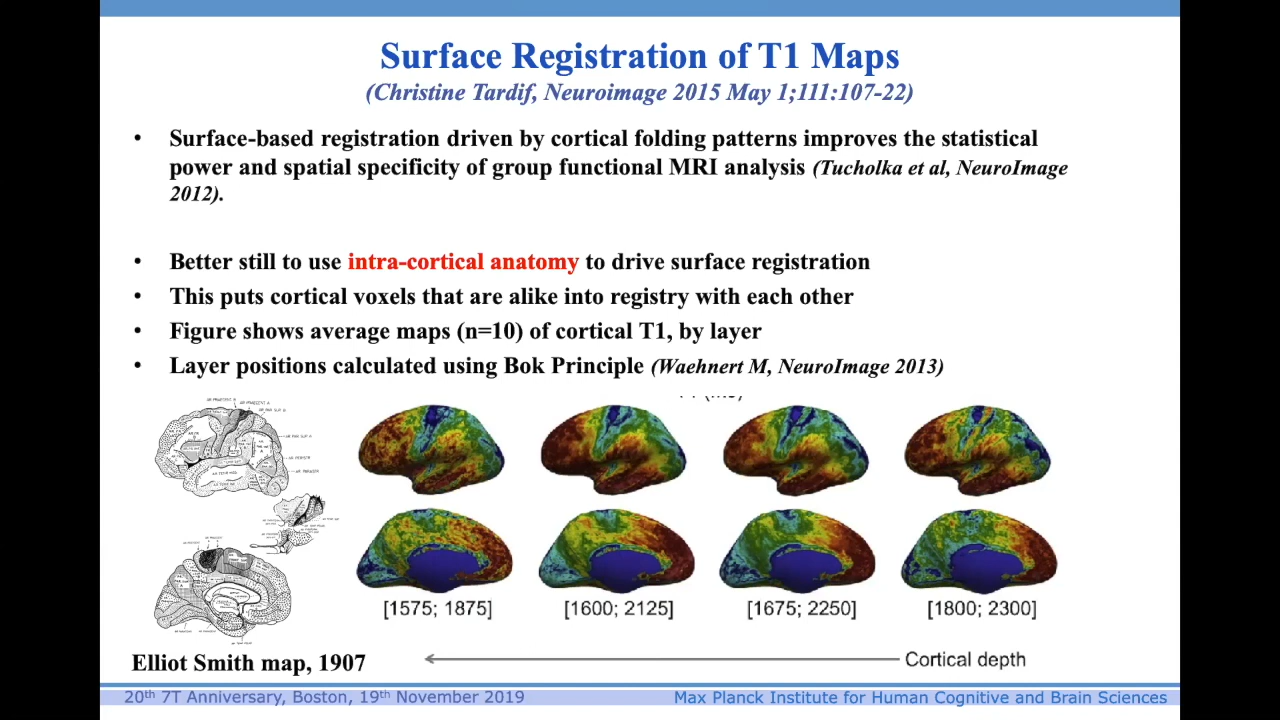 Surface Registration of T1 Maps
(Christine Tardif, Neuroimage 2015 May 1;111:107-22)
• Surface-based registration driven by cortical folding patterns improves the statistical
power and spatial specificity of group functional MRI analysis (Tucholka et al, NeuroImage
2012).
• Better still to use intra-cortical anatomy to drive surface registration
• This puts cortical voxels that are alike into registry with each other
• Figure shows average maps (n=10) of cortical T1, by layer
• Layer positions calculated using Bok Principle (Waehnert M, NeuroImage 2013)
[1575; 1875] [1600; 2125] [1675; 2250] [1800; 2300]
Elliot Smith map, 1907
Cortical depth
20th 7T Anniversary, Boston, 19th November 2019
Max Planck Institute for Human Cognitive and Brain Sciences